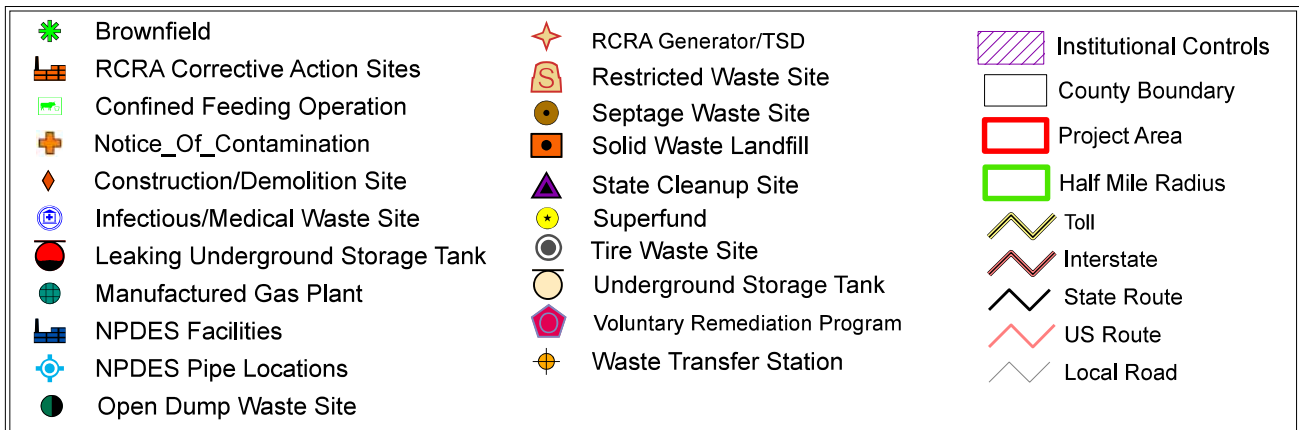 Brownfield
RCRA Corrective Action Sites
Confined Feeding Operation
Notice_Of_Contamination
Construction/Demolition Site
Infectious/Medical Waste Site
Leaking Underground Storage Tank
Manufactured Gas Plant
NPDES Facilities
NPDES Pipe Locations
Open Dump Waste Site
RCRA Generator/TSD
S Restricted Waste Site
Septage Waste Site
Solid Waste Landfill
State Cleanup Site
Superfund
Tire Waste Site
Underground Storage Tank
Voluntary Remediation Program
Waste Transfer Station
Institutional Controls
County Boundary
Project Area
Half Mile Radius
Toll
Interstate
State Route
US Route
Local Road